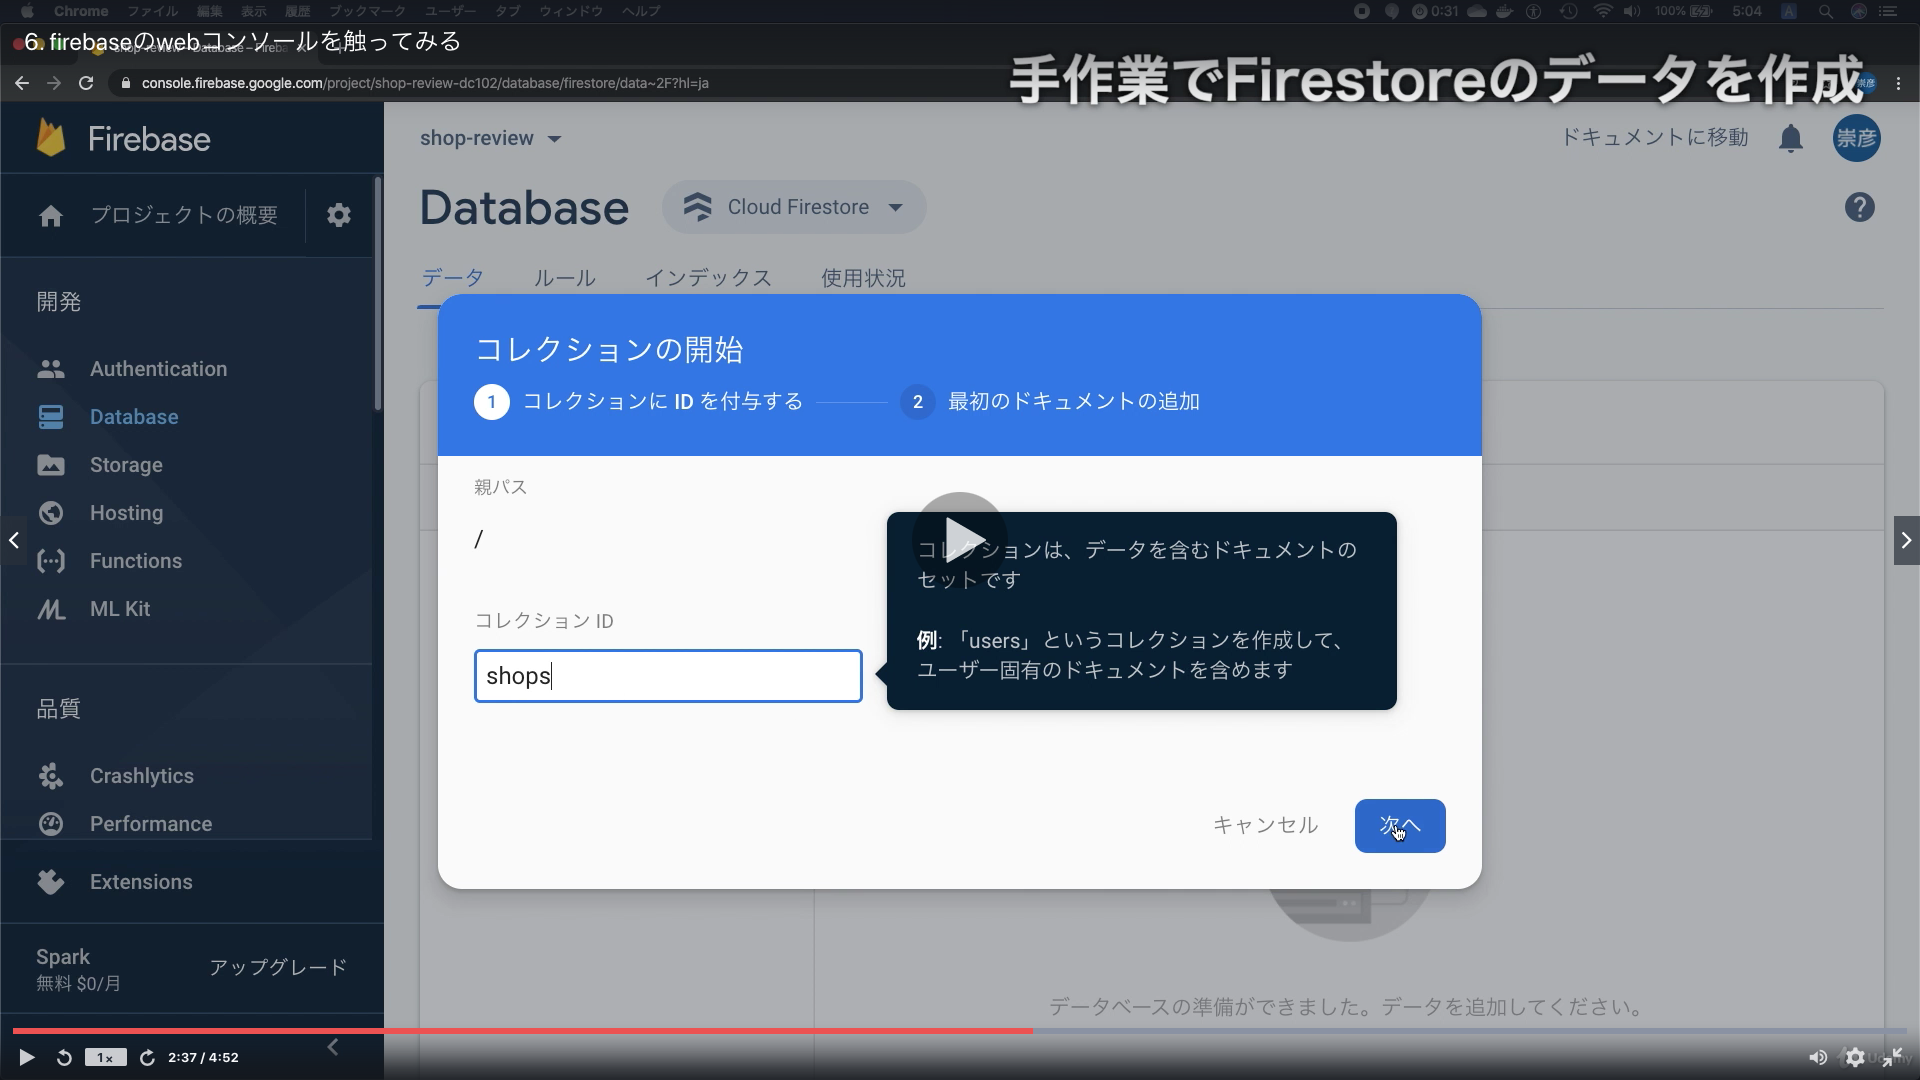 Chrome ファイル 編集 表示 履歴 ブックマーク ユーザー タブ ウィンドウ ヘルプ 0:31 100% 5:04 A
6. firebaseのwebコンソールを触ってみる
手作業でFirestoreのデータを作成
console.firebase.google.com/project/shop-review-dc102/database/firestore/data~2F?hl=ja
Firebase
shop-review
ドキュメントに移動
崇彦
プロジェクトの概要
Database
Cloud Firestore
データ ルール インデックス 使用状況
開発
Authentication
Database
Storage
Hosting
Functions
ML Kit
品質
Crashlytics
Performance
Extensions
Spark
無料 $0/月
アップグレード
コレクションの開始
1 コレクションに ID を付与する
2 最初のドキュメントの追加
親パス
/
コレクション ID
shops
コレクションは、データを含むドキュメントの
セットです
例: 「users」というコレクションを作成して、
ユーザー固有のドキュメントを含めます
キャンセル
次へ
データベースの準備ができました。データを追加してください。
1x
2:37 / 4:52